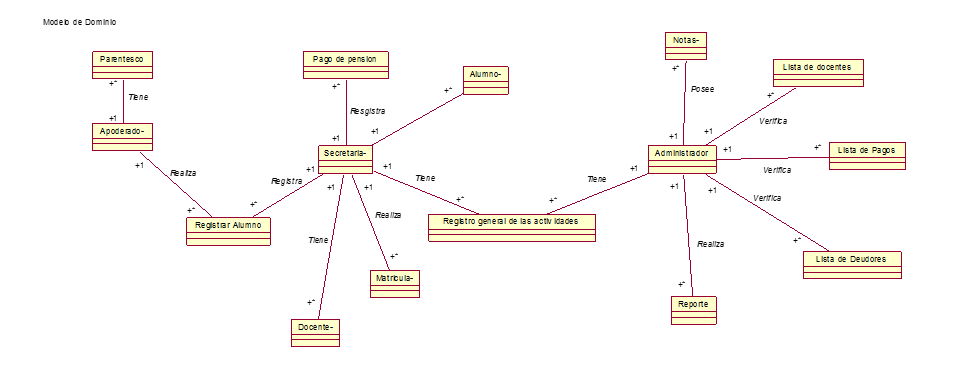 Modelo de Dominio
Parentesco
+*
Tiene
+1
Apoderado-
+1
Realiza
+*
Registrar Alumno
Pago de pension
+*
Resgistra
+1
Alumno-
+*
+1
Secretaria-
+1
Registra
+*
+1
Tiene
+*
Docente-
+1
Realiza
+*
Matricula-
+1
Tiene
+*
Registro general de las actividades
+1
Tiene
+*
Notas-
+*
Posee
+1
Administrador
Lista de docentes
+*
Verifica
+1
Lista de Pagos
+*
Verifica
+1
+1
Verifica
+*
Lista de Deudores
+1
Realiza
+*
Reporte